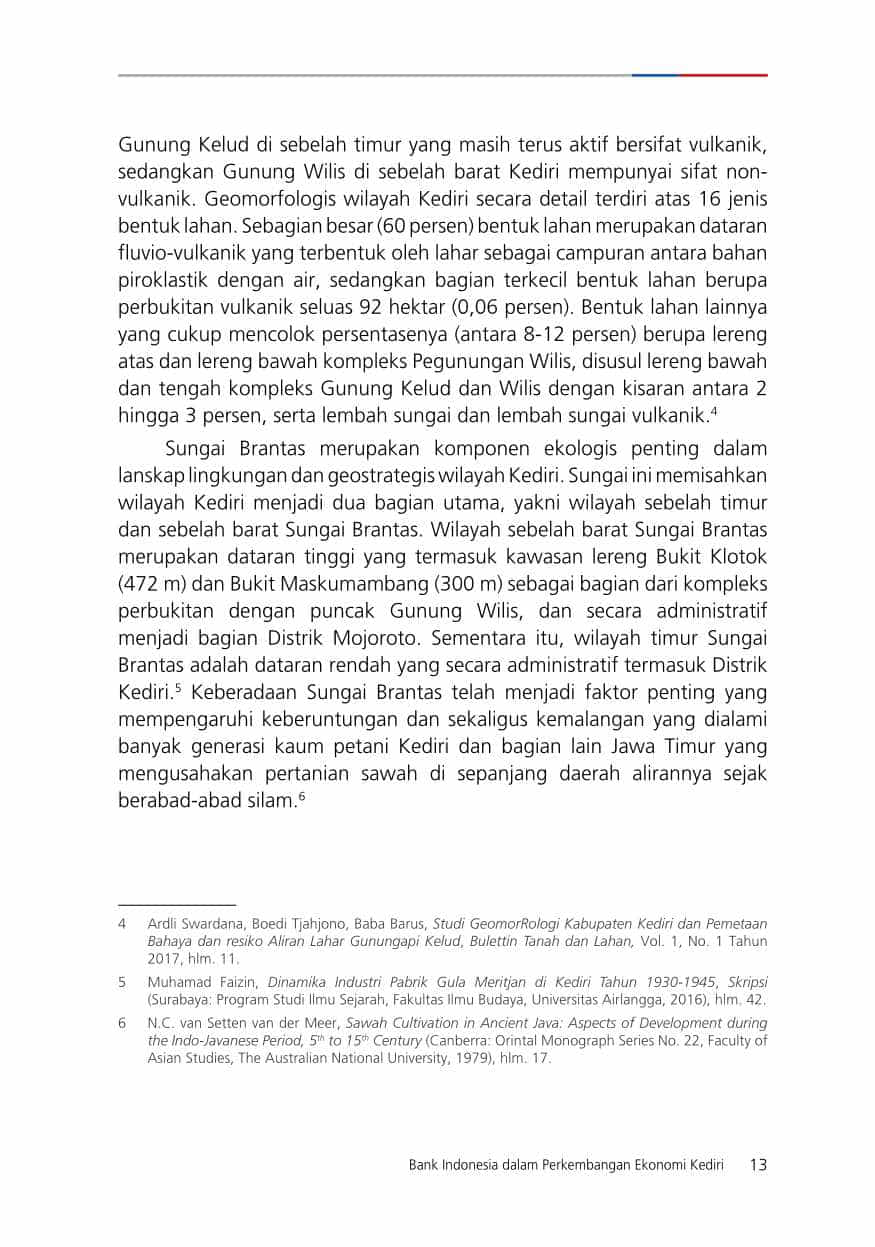 Gunung Kelud di sebelah timur yang masih terus aktif bersifat vulkanik,
sedangkan Gunung Wilis di sebelah barat Kediri mempunyai sifat non-
vulkanik. Geomorfologis wilayah Kediri secara detail terdiri atas 16 jenis
bentuk lahan. Sebagian besar (60 persen) bentuk lahan merupakan dataran
fluvio-vulkanik yang terbentuk oleh lahar sebagai campuran antara bahan
piroklastik dengan air, sedangkan bagian terkecil bentuk lahan berupa
perbukitan vulkanik seluas 92 hektar (0,06 persen). Bentuk lahan lainnya
yang cukup mencolok persentasenya (antara 8-12 persen) berupa lereng
atas dan lereng bawah kompleks Pegunungan Wilis, disusul lereng bawah
dan tengah kompleks Gunung Kelud dan Wilis dengan kisaran antara 2
hingga 3 persen, serta lembah sungai dan lembah sungai vulkanik.⁴
Sungai Brantas merupakan komponen ekologis penting dalam
lanskap lingkungan dan geostrategis wilayah Kediri. Sungai ini memisahkan
wilayah Kediri menjadi dua bagian utama, yakni wilayah sebelah timur
dan sebelah barat Sungai Brantas. Wilayah sebelah barat Sungai Brantas
merupakan dataran tinggi yang termasuk kawasan lereng Bukit Klotok
(472 m) dan Bukit Maskumambang (300 m) sebagai bagian dari kompleks
perbukitan dengan puncak Gunung Wilis, dan secara administratif
menjadi bagian Distrik Mojoroto. Sementara itu, wilayah timur Sungai
Brantas adalah dataran rendah yang secara administratif termasuk Distrik
Kediri.⁵ Keberadaan Sungai Brantas telah menjadi faktor penting yang
mempengaruhi keberuntungan dan sekaligus kemalangan yang dialami
banyak generasi kaum petani Kediri dan bagian lain Jawa Timur yang
mengusahakan pertanian sawah di sepanjang daerah alirannya sejak
berabad-abad silam.⁶
4 Ardli Swardana, Boedi Tjahjono, Baba Barus, Studi GeomorRologi Kabupaten Kediri dan Pemetaan
Bahaya dan resiko Aliran Lahar Gunungapi Kelud, Bulettin Tanah dan Lahan, Vol. 1, No. 1 Tahun
2017, hlm. 11.
5 Muhamad Faizin, Dinamika Industri Pabrik Gula Meritjan di Kediri Tahun 1930-1945, Skripsi
(Surabaya: Program Studi Ilmu Sejarah, Fakultas Ilmu Budaya, Universitas Airlangga, 2016), hlm. 42.
6 N.C. van Setten van der Meer, Sawah Cultivation in Ancient Java: Aspects of Development during
the Indo-Javanese Period, 5th to 15th Century (Canberra: Orintal Monograph Series No. 22, Faculty of
Asian Studies, The Australian National University, 1979), hlm. 17.
Bank Indonesia dalam Perkembangan Ekonomi Kediri 13